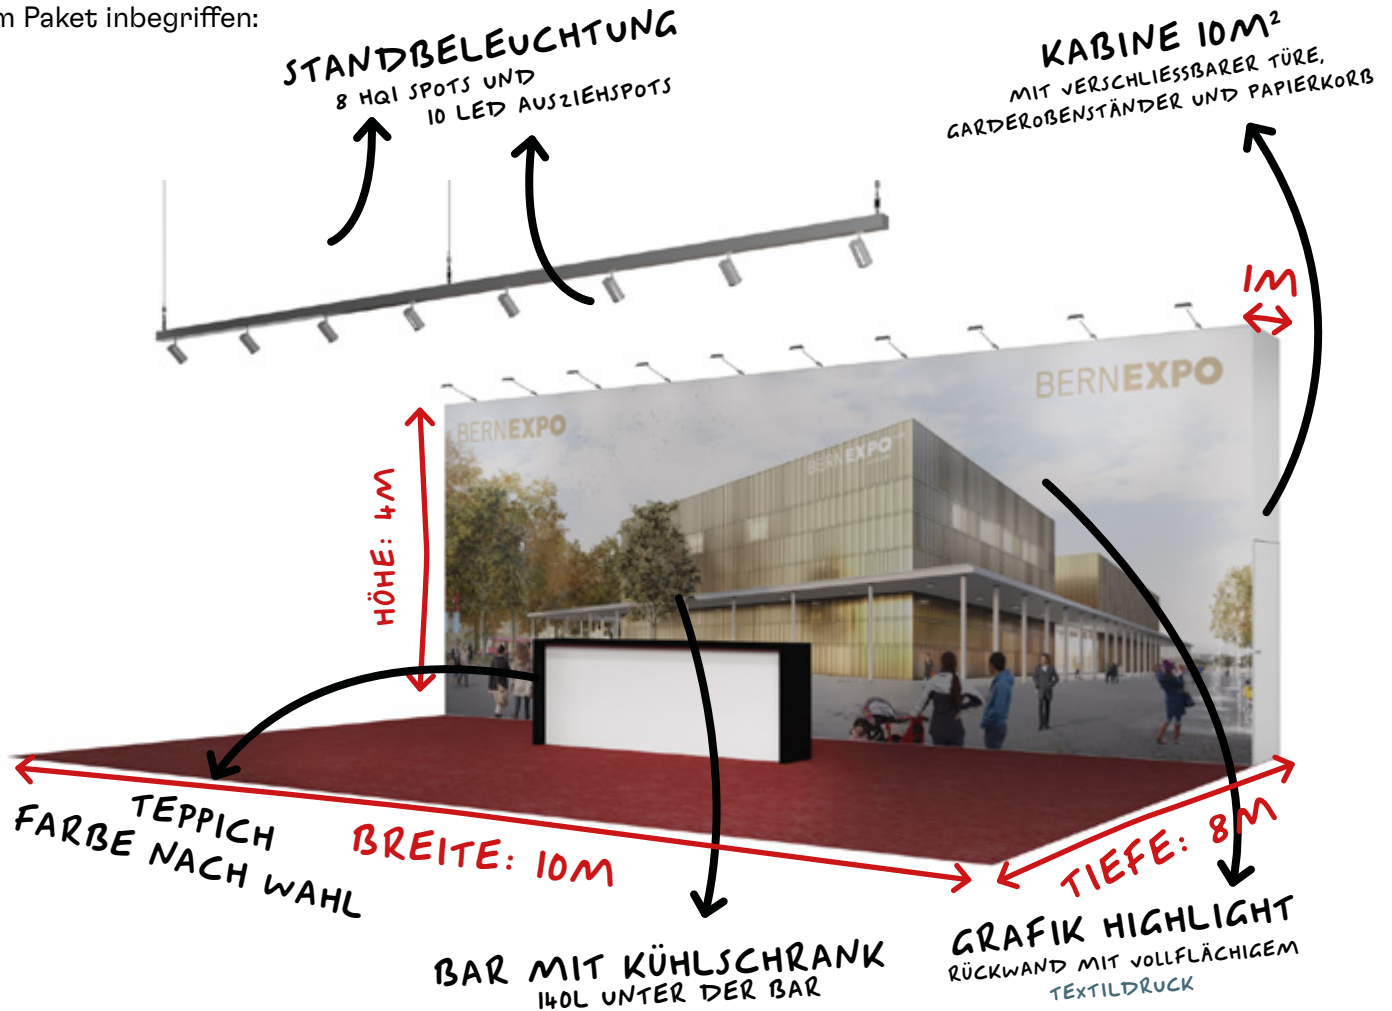 m Paket inbegriffen:
STANDBELEUCHTUNG
8 HQI SPOTS UND
10 LED AUSZIEHSPOTS
KABINE 10M²
MIT VERSCHLIESSBARER TÜRE,
GARDEROBENSTÄNDER UND PAPIERKORB
1M
BERNEXPO
BERNEXPO
BERNEXPO
HÖHE: 4M
TEPPICH
FARBE NACH WAHL
BREITE: 10M
TIEFE: 8M
BAR MIT KÜHLSCHRANK
140L UNTER DER BAR
GRAFIK HIGHLIGHT
RÜCKWAND MIT VOLLFLÄCHIGEM
TEXTILDRUCK